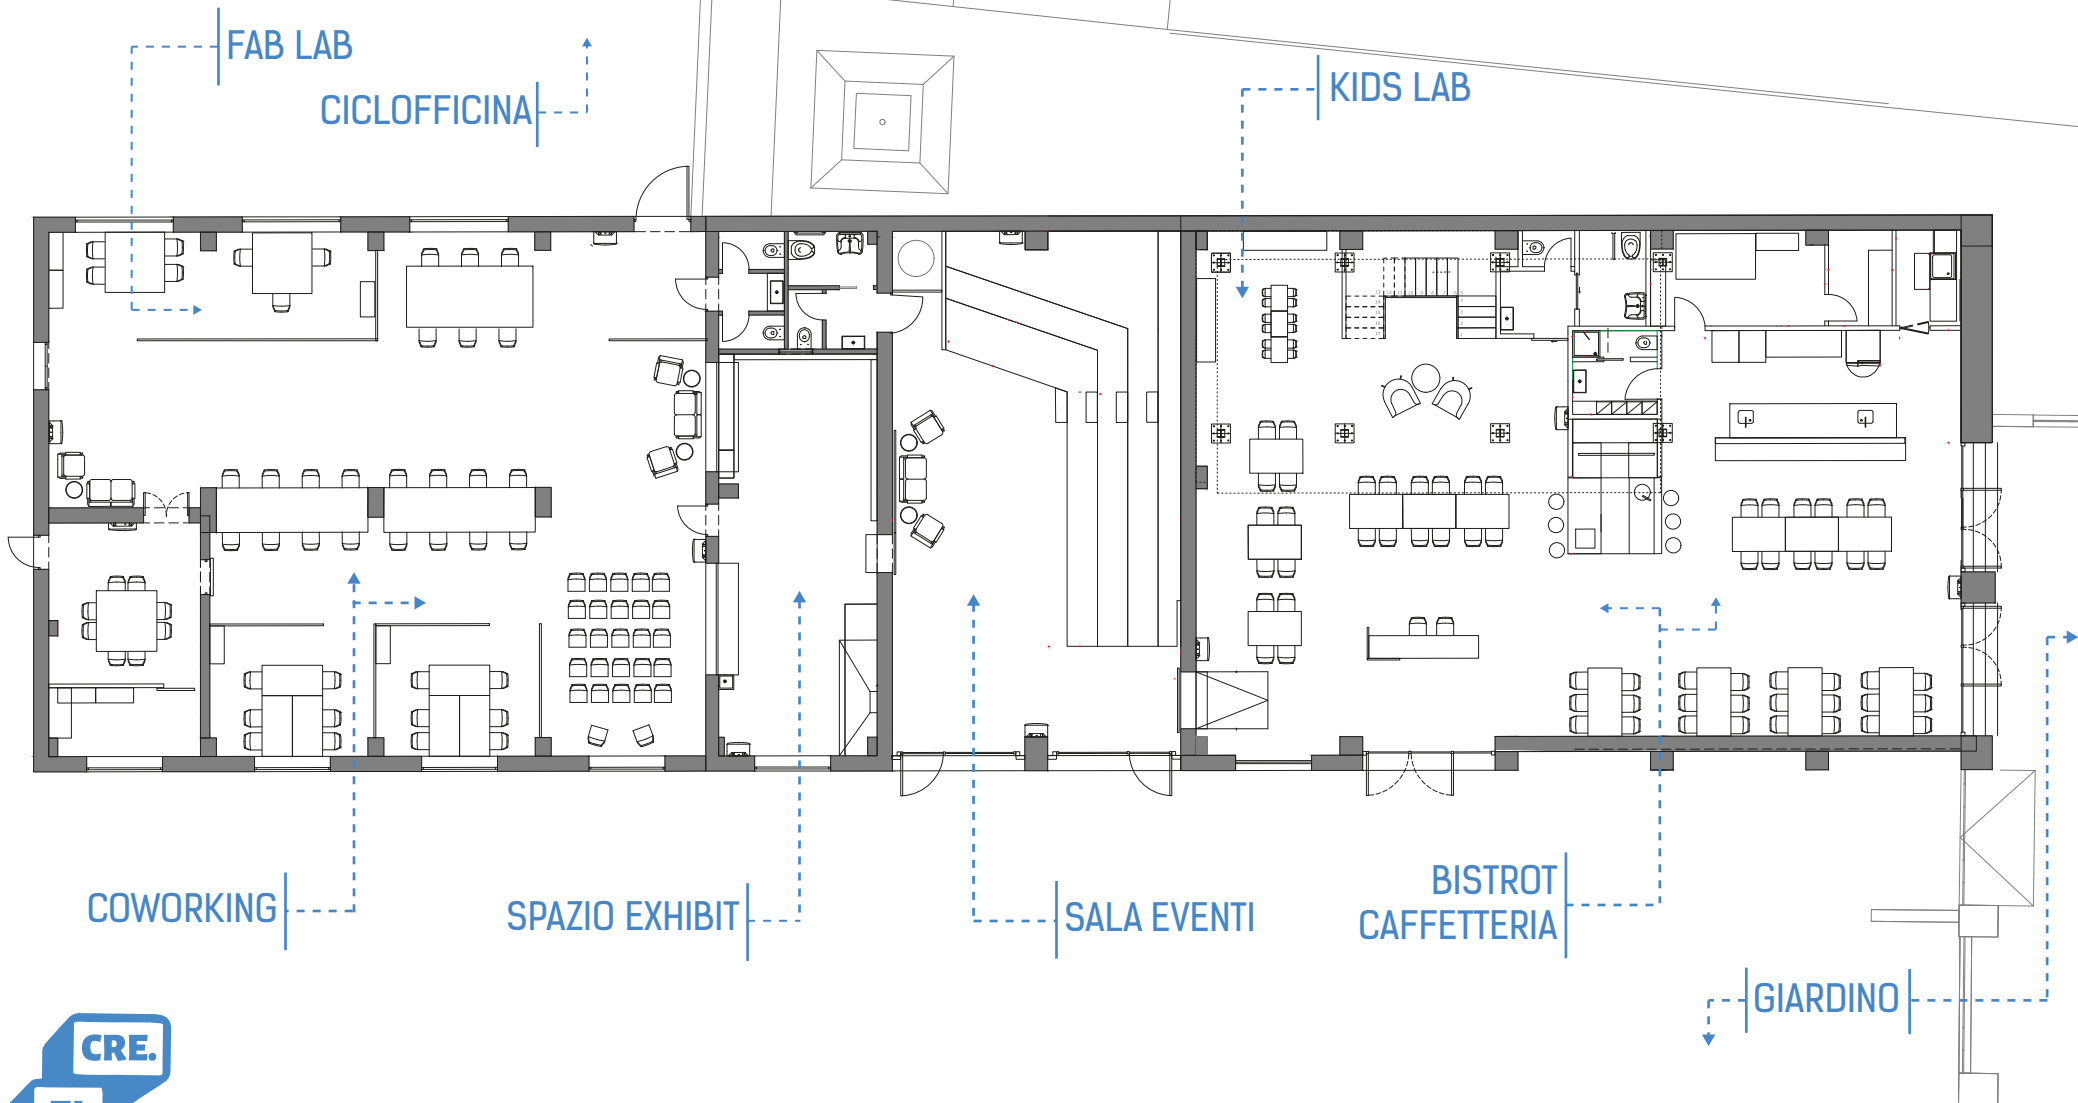 FAB LAB
CICLOFFICINA
KIDS LAB
COWORKING
SPAZIO EXHIBIT
SALA EVENTI
BISTROT
CAFFETTERIA
GIARDINO
CRE.